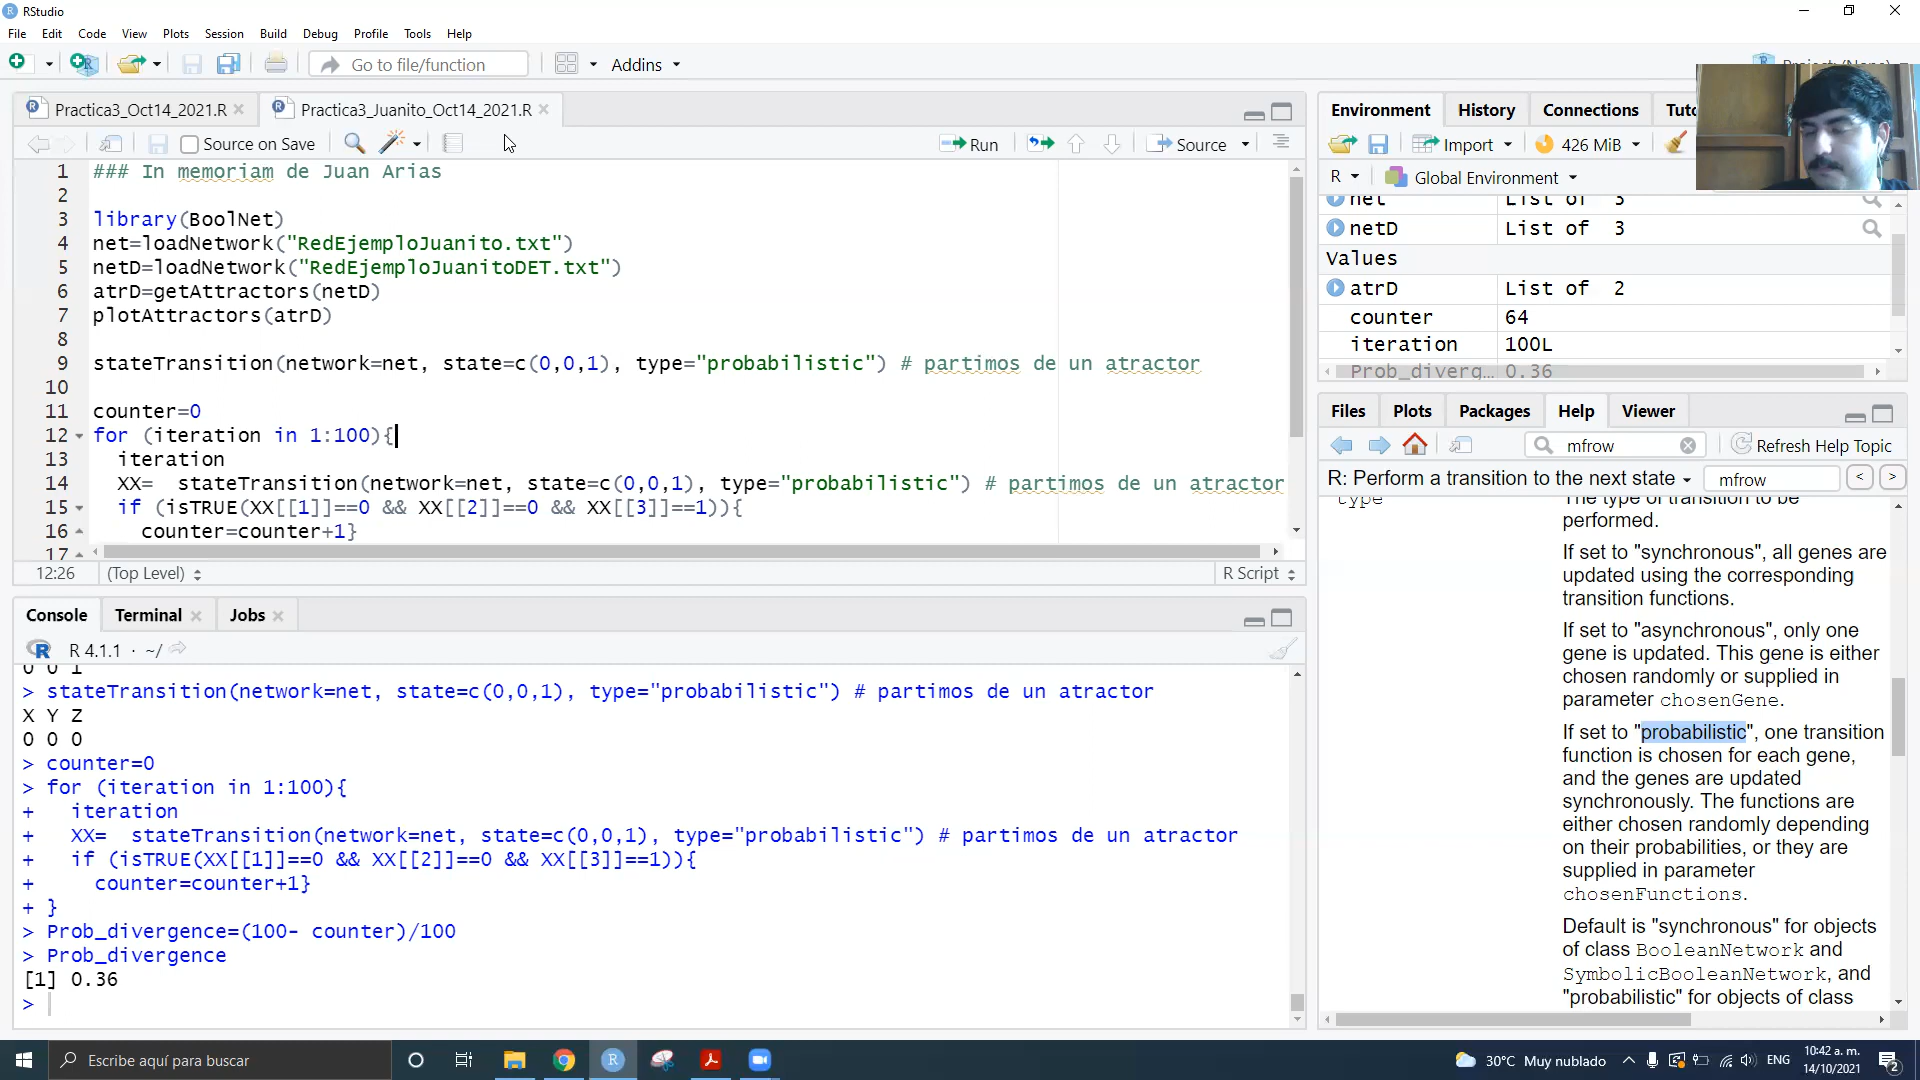 RStudio
File Edit Code View Plots Session Build Debug Profile Tools Help
Go to file/function Addins
Practica3_Oct14_2021.R Practica3_Juanito_Oct14_2021.R
Source on Save Run Source
1 ### In memoriam de Juan Arias
2
3 library(BoolNet)
4 net=loadNetwork("RedEjemploJuanito.txt")
5 netD=loadNetwork("RedEjemploJuanitoDET.txt")
6 atrD=getAttractors(netD)
7 plotAttractors(atrD)
8
9 stateTransition(network=net, state=c(0,0,1), type="probabilistic") # partimos de un atractor
10
11 counter=0
12 for (iteration in 1:100){
13 iteration
14 XX= stateTransition(network=net, state=c(0,0,1), type="probabilistic") # partimos de un atractor
15 if (isTRUE(XX[[1]]==0 && XX[[2]]==0 && XX[[3]]==1)){
16 counter=counter+1}
17
12:26 (Top Level) R Script
Console Terminal Jobs
R 4.1.1 · ~/
0 0 1
> stateTransition(network=net, state=c(0,0,1), type="probabilistic") # partimos de un atractor
X Y Z
0 0 0
> counter=0
> for (iteration in 1:100){
+ iteration
+ XX= stateTransition(network=net, state=c(0,0,1), type="probabilistic") # partimos de un atractor
+ if (isTRUE(XX[[1]]==0 && XX[[2]]==0 && XX[[3]]==1)){
+ counter=counter+1}
+ }
> Prob_divergence=(100- counter)/100
> Prob_divergence
[1] 0.36
>
Environment History Connections Tuto
Import 426 MiB
R Global Environment
net List of 3
netD List of 3
Values
atrD List of 2
counter 64
iteration 100L
Prob_diverg… 0.36
Files Plots Packages Help Viewer
mfrow Refresh Help Topic
R: Perform a transition to the next state mfrow
type The type of transition to be
performed.
If set to "synchronous", all genes are
updated using the corresponding
transition functions.
If set to "asynchronous", only one
gene is updated. This gene is either
chosen randomly or supplied in
parameter chosenGene.
If set to "probabilistic", one transition
function is chosen for each gene,
and the genes are updated
synchronously. The functions are
either chosen randomly depending
on their probabilities, or they are
supplied in parameter
chosenFunctions.
Default is "synchronous" for objects
of class BooleanNetwork and
SymbolicBooleanNetwork, and
"probabilistic" for objects of class
Escribe aquí para buscar
30°C Muy nublado ENG 10:42 a. m.
14/10/2021 2